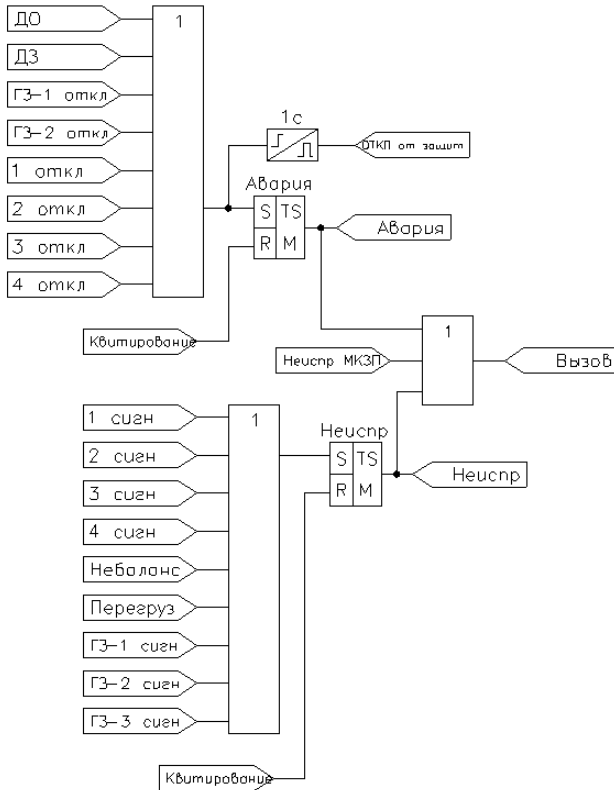 ДО
1
ДЗ
ГЗ-1 откл
ГЗ-2 откл
1 откл
2 откл
3 откл
4 откл
1с
ОТКП от защит
Авария
S TS
R M
Авария
Квитирование
1
Неиспр МКЗП
Вызов
1 сигн
1
2 сигн
3 сигн
4 сигн
Небаланс
Перегруз
ГЗ-1 сигн
ГЗ-2 сигн
ГЗ-3 сигн
Неиспр
S TS
R M
Неиспр
Квитирование